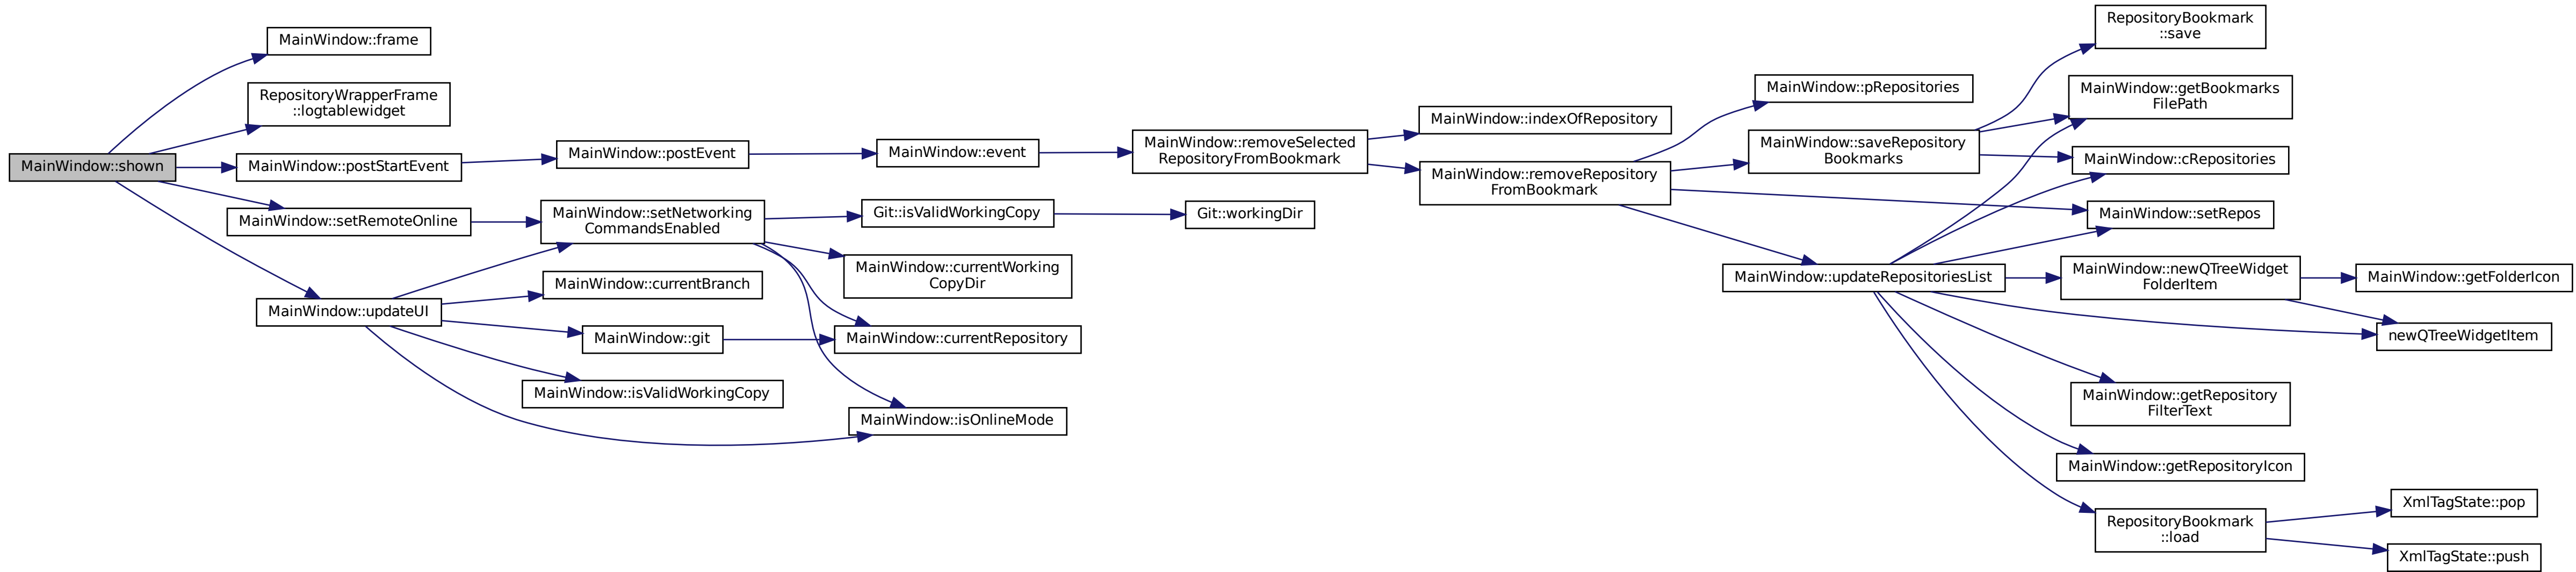 MainWindow::shown
MainWindow::frame
RepositoryWrapperFrame
::logtablewidget
MainWindow::postStartEvent
MainWindow::setRemoteOnline
MainWindow::updateUI
MainWindow::postEvent
MainWindow::setNetworking
CommandsEnabled
MainWindow::currentBranch
MainWindow::git
MainWindow::isValidWorkingCopy
MainWindow::event
Git::isValidWorkingCopy
MainWindow::currentWorking
CopyDir
MainWindow::currentRepository
MainWindow::isOnlineMode
MainWindow::removeSelected
RepositoryFromBookmark
Git::workingDir
MainWindow::indexOfRepository
MainWindow::removeRepository
FromBookmark
MainWindow::pRepositories
MainWindow::saveRepository
Bookmarks
MainWindow::updateRepositoriesList
RepositoryBookmark
::save
MainWindow::getBookmarks
FilePath
MainWindow::cRepositories
MainWindow::setRepos
MainWindow::newQTreeWidget
FolderItem
MainWindow::getRepository
FilterText
MainWindow::getRepositoryIcon
RepositoryBookmark
::load
MainWindow::getFolderIcon
newQTreeWidgetItem
XmlTagState::pop
XmlTagState::push